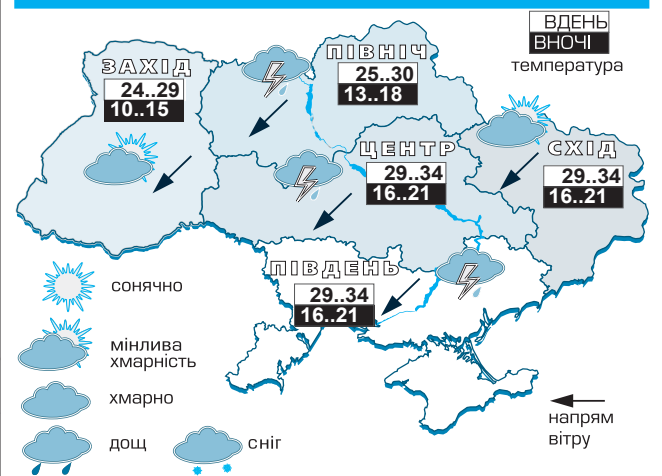 ВДЕНЬ
ВНОЧІ
температура
ПІВНІЧ
25..30
13..18
ЗАХІД
24..29
10..15
ЦЕНТР
29..34
16..21
СХІД
29..34
16..21
ПІВДЕНЬ
29..34
16..21
сонячно
мінлива
хмарність
хмарно
дощ
сніг
напрям
вітру